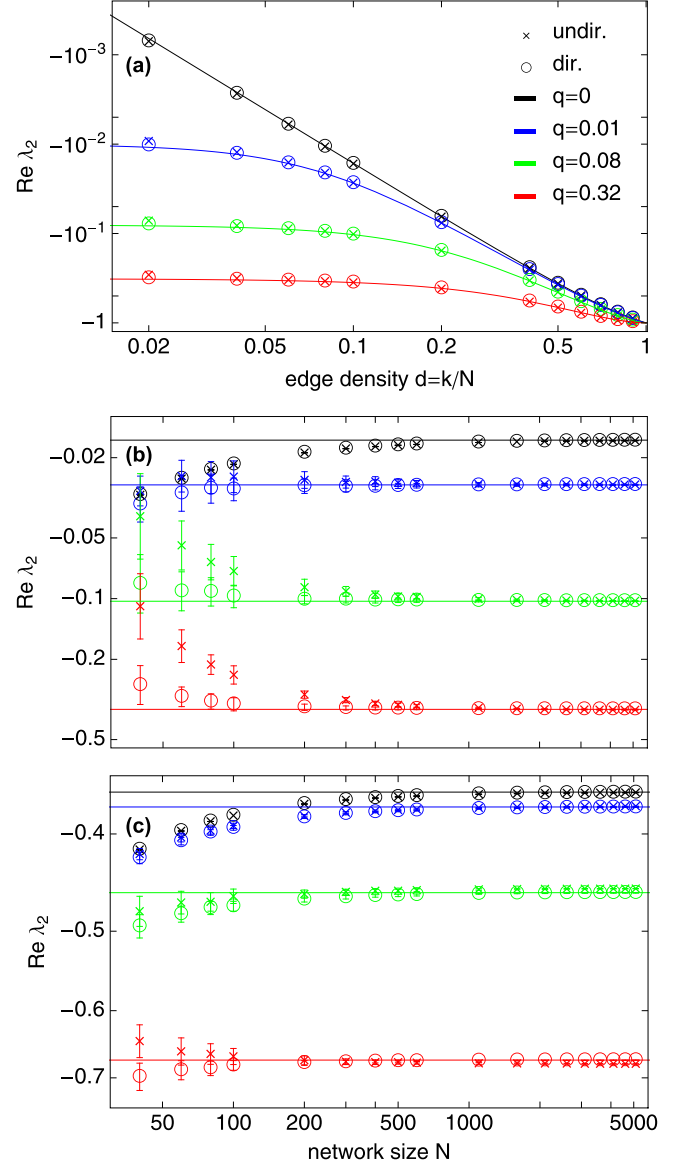 (a)
× undir.
○ dir.
q=0
q=0.01
q=0.08
q=0.32
Re λ₂
−10⁻³
−10⁻²
−10⁻¹
−1
0.02 0.05 0.1 0.2 0.5 1
edge density d=k/N
(b)
Re λ₂
−0.02
−0.05
−0.1
−0.2
−0.5
(c)
Re λ₂
−0.4
−0.5
−0.6
−0.7
50 100 200 500 1000 5000
network size N